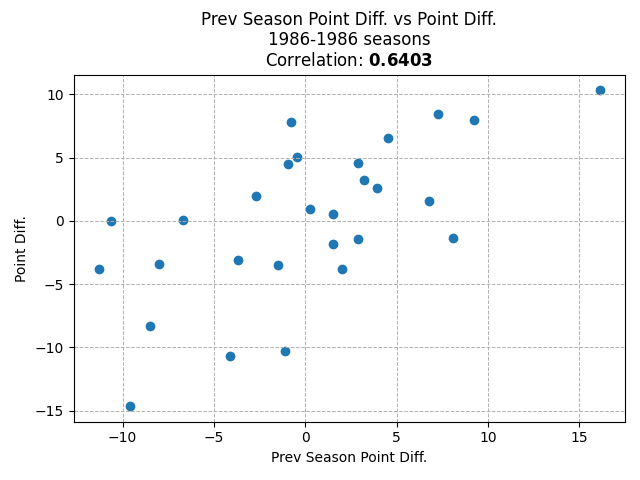 Prev Season Point Diff. vs Point Diff.
1986-1986 seasons
Correlation: 0.6403
10
5
0
−5
−10
−15
Point Diff.
−10
−5
0
5
10
15
Prev Season Point Diff.